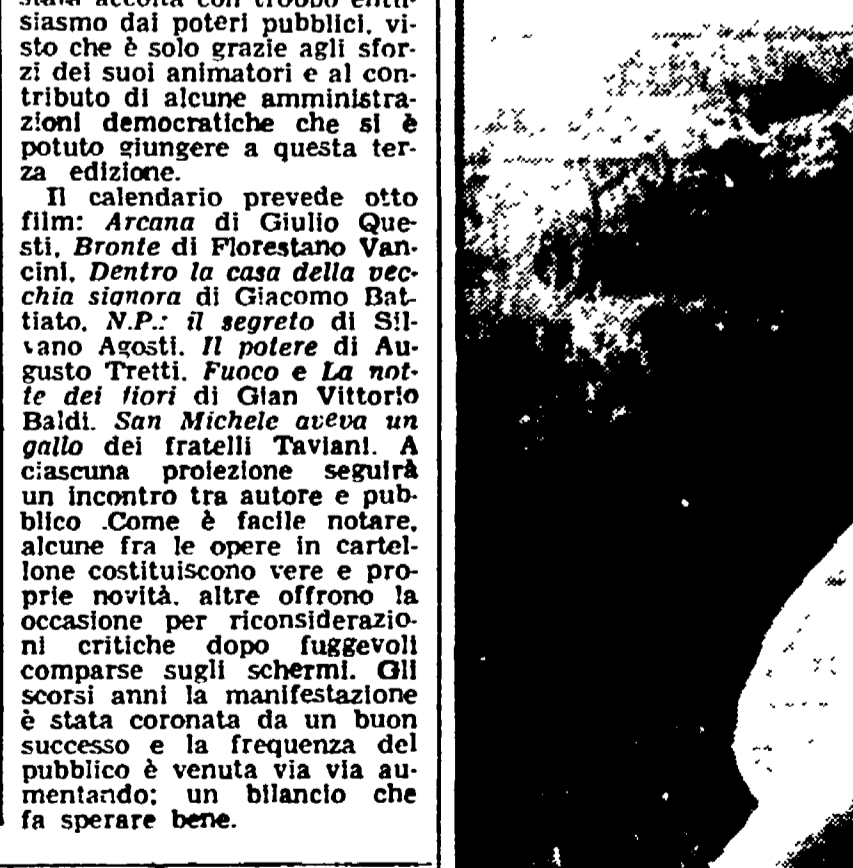 siasmo dai poteri pubblici, vi-
sto che è solo grazie agli sfor-
zi dei suoi animatori e al con-
tributo di alcune amministra-
zioni democratiche che si è
potuto giungere a questa ter-
za edizione.
Il calendario prevede otto
film: Arcana di Giulio Que-
sti, Bronte di Florestano Van-
cini, Dentro la casa della vec-
chia signora di Giacomo Bat-
tiato, N.P.: il segreto di Sil-
vano Agosti. Il potere di Au-
gusto Tretti. Fuoco e La not-
te dei fiori di Gian Vittorio
Baldi. San Michele aveva un
gallo dei fratelli Taviani. A
ciascuna proiezione seguirà
un incontro tra autore e pub-
blico .Come è facile notare,
alcune fra le opere in cartel-
lone costituiscono vere e pro-
prie novità, altre offrono la
occasione per riconsiderazio-
ni critiche dopo fuggevoli
comparse sugli schermi. Gli
scorsi anni la manifestazione
è stata coronata da un buon
successo e la frequenza del
pubblico è venuta via via au-
mentando: un bilancio che
fa sperare bene.